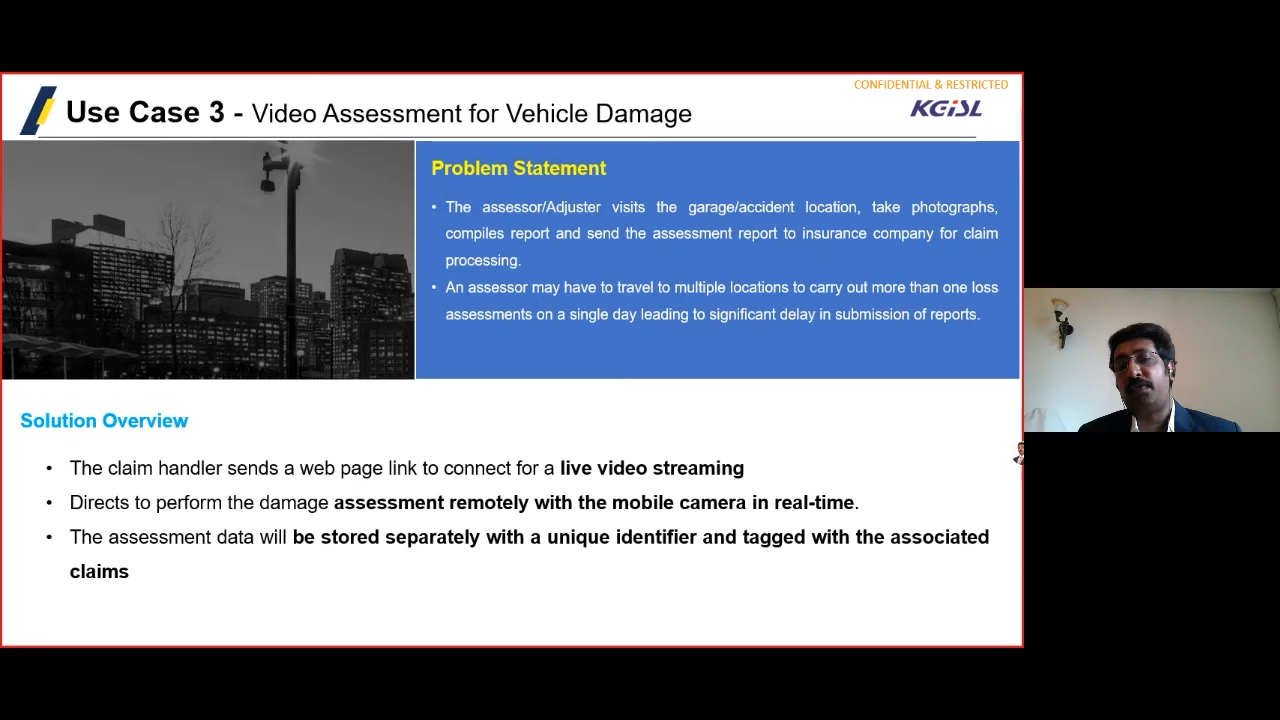 CONFIDENTIAL & RESTRICTED
Use Case 3 - Video Assessment for Vehicle Damage
KGiSL
Problem Statement
• The assessor/Adjuster visits the garage/accident location, take photographs,
compiles report and send the assessment report to insurance company for claim
processing.
• An assessor may have to travel to multiple locations to carry out more than one loss
assessments on a single day leading to significant delay in submission of reports.
Solution Overview
• The claim handler sends a web page link to connect for a live video streaming
• Directs to perform the damage assessment remotely with the mobile camera in real-time.
• The assessment data will be stored separately with a unique identifier and tagged with the associated
claims